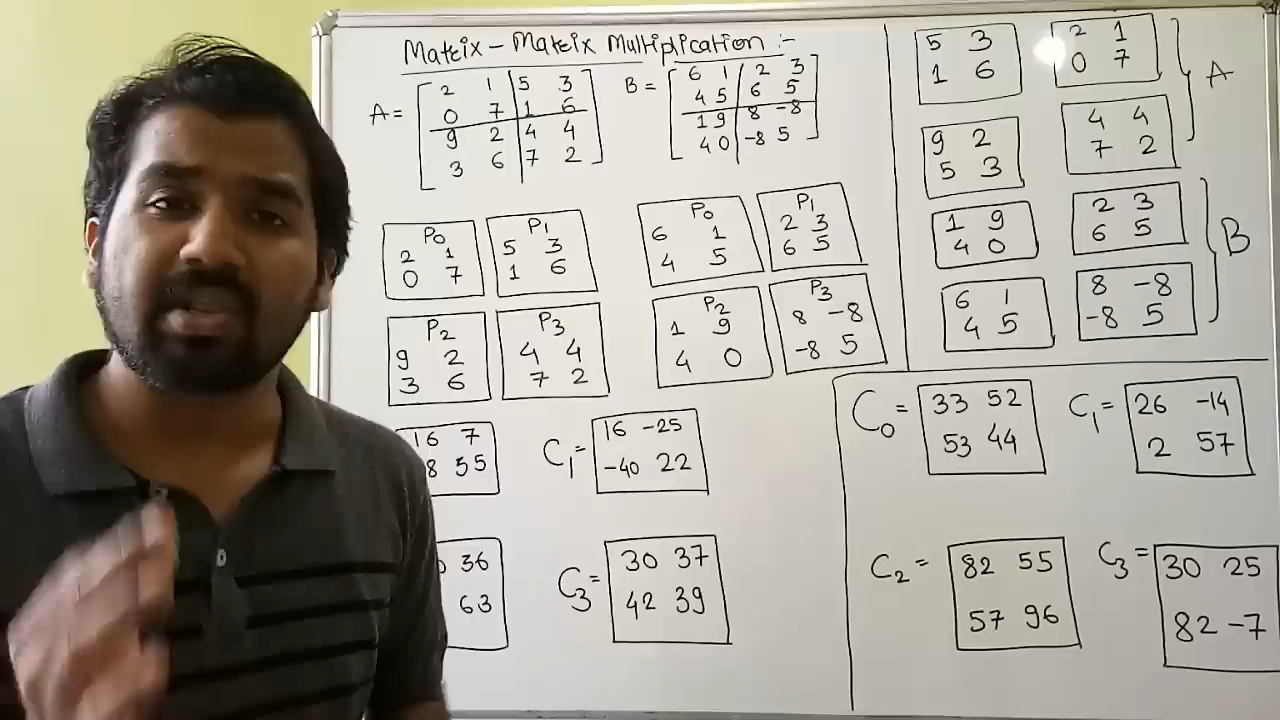 Matrix - Matrix Multiplication :-
A = [ 2 1 5 3
0 7 1 6
9 2 4 4
3 6 7 2 ]
B = [ 6 1 2 3
4 5 6 5
1 9 8 -8
4 0 -8 5 ]
P0
2 1
0 7
P1
5 3
1 6
P2
9 2
3 6
P3
4 4
7 2
P0
6 1
4 5
P1
2 3
6 5
P2
1 9
4 0
P3
8 -8
-8 5
16 7
8 35
C1 = 16 -25
-40 22
36
63
C3 = 30 37
42 39
5 3
1 6
2 1
0 7
9 2
5 3
4 4
7 2
A
1 9
4 0
2 3
6 5
6 1
4 5
8 -8
-8 5
B
C0 = 33 52
53 44
C1 = 26 -14
2 57
C2 = 82 55
57 96
C3 = 30 25
82 -7